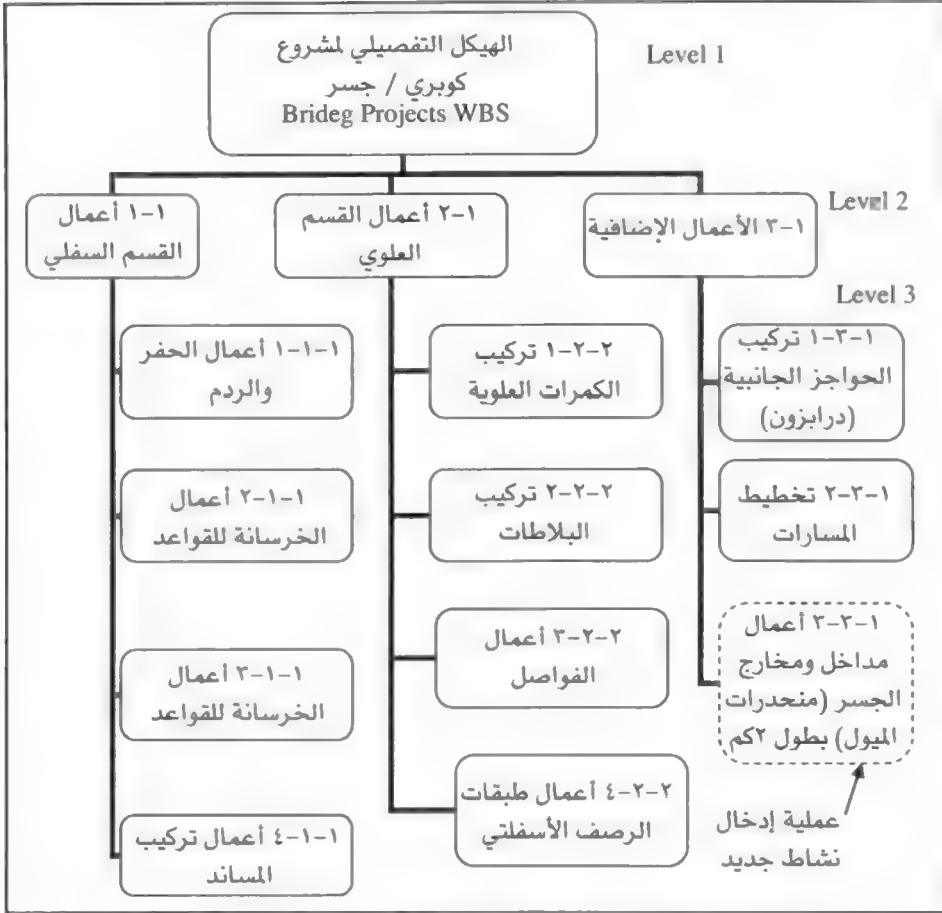 الهيكل التفصيلي لمشروع
كوبري / جسر
Brideg Projects WBS
Level 1
١-١ أعمال
القسم السفلي
٢-١ أعمال القسم
العلوي
٣-١ الأعمال الإضافية
Level 2
Level 3
١-١-١ أعمال الحفر
والردم
٢-١-١ أعمال
الخرسانة للقواعد
٣-١-١ أعمال
الخرسانة للقواعد
٤-١-١ أعمال تركيب
المساند
١-٢-٢ تركيب
الكمرات العلوية
٢-٢-٢ تركيب
البلاطات
٣-٢-٢ أعمال
الفواصل
٤-٢-٢ أعمال طبقات
الرصف الأسفلتي
١-٣-١ تركيب
الحواجز الجانبية
(درابزون)
٢-٣-١ تخطيط
المسارات
٣-٣-١ أعمال
مداخل ومخارج
الجسر (منحدرات
الميول) بطول ٢كم
عملية إدخال
نشاط جديد